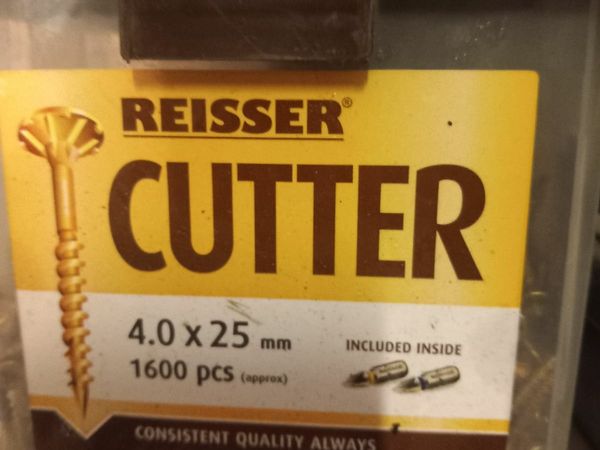 REISSER®
CUTTER
4.0 x 25 mm
1600 pcs (approx)
INCLUDED INSIDE
CONSISTENT QUALITY ALWAYS